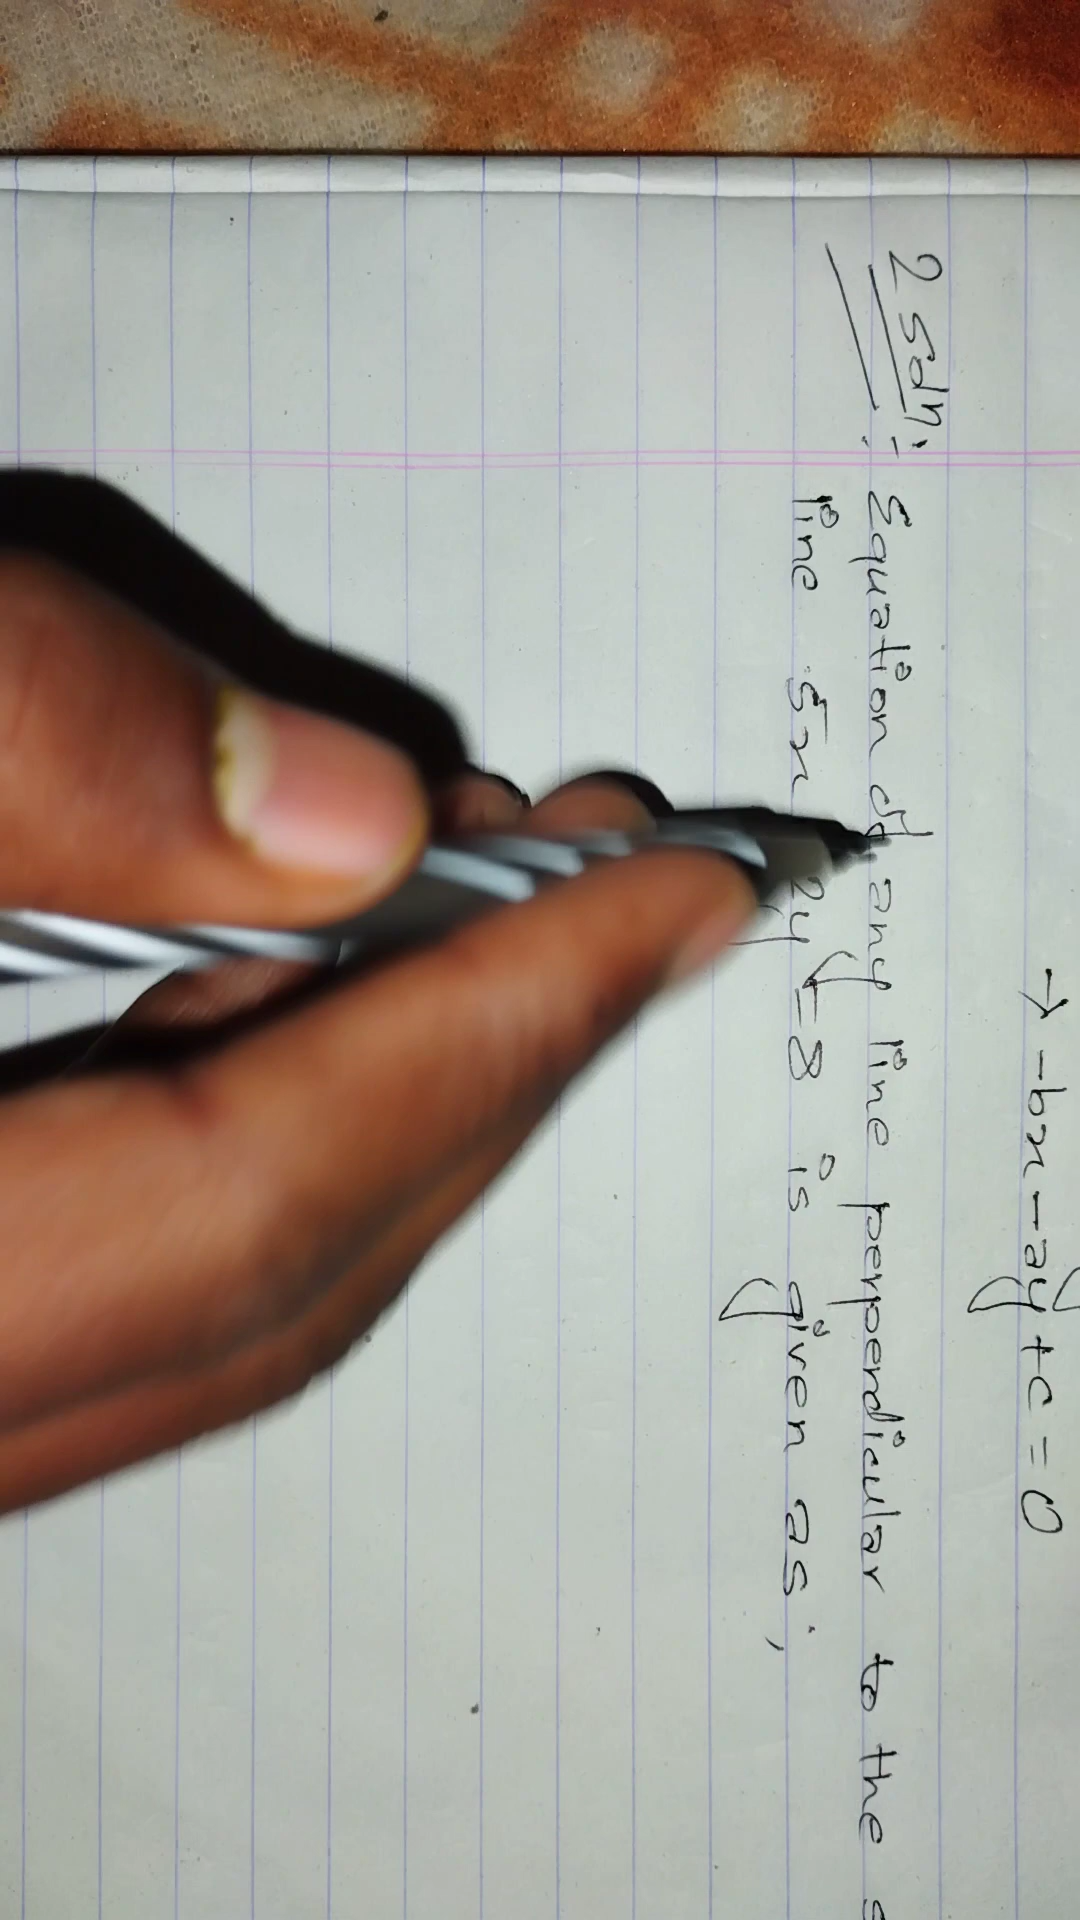 → -bx-ay+c=0
2 Soln:- Equation of any line perpendicular to the
line 5x 2y=8 is given as;